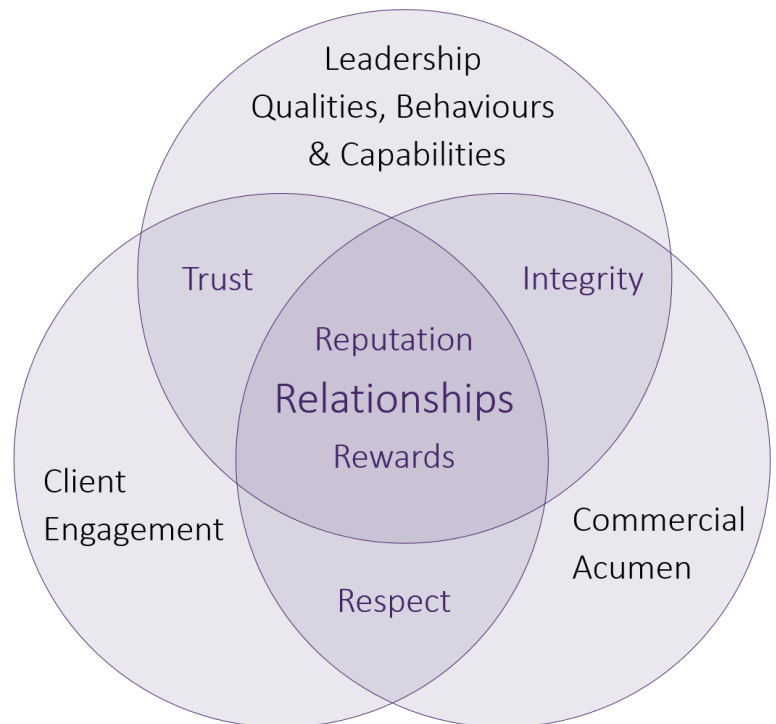 Leadership
Qualities, Behaviours
& Capabilities
Trust
Integrity
Reputation
Relationships
Rewards
Client
Engagement
Commercial
Acumen
Respect